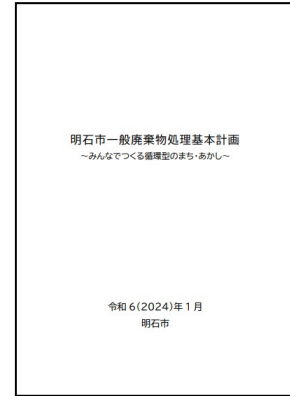 明石市一般廃棄物処理基本計画
～みんなでつくる循環型のまち・あかし～
令和 6(2024)年 1 月
明石市